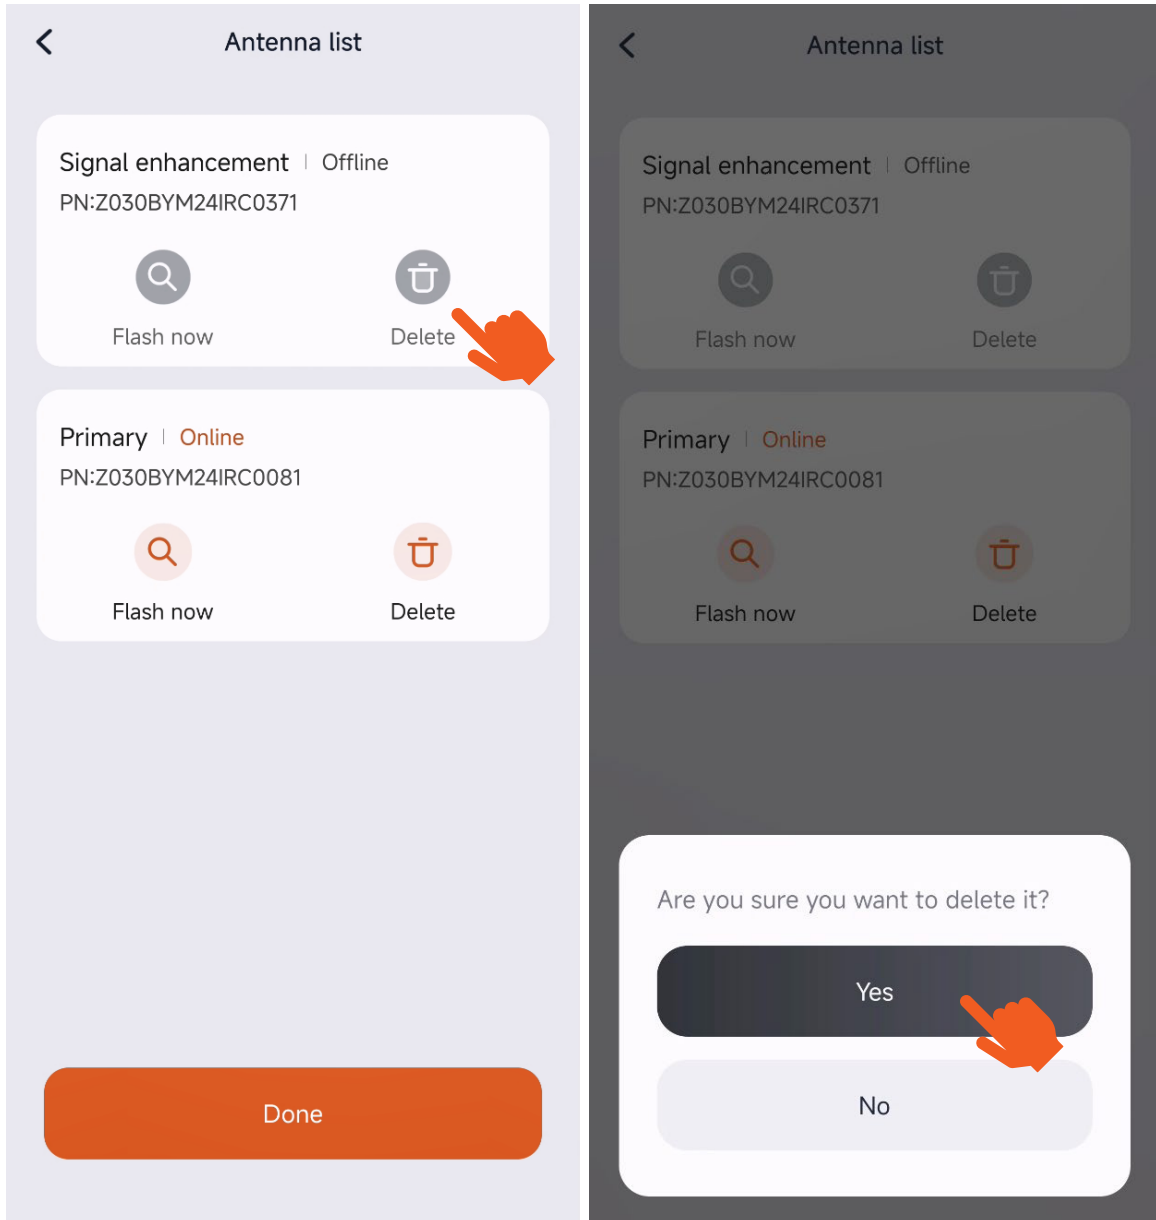 Antenna list
Signal enhancement | Offline
PN:Z030BYM24IRC0371
Flash now Delete
Primary | Online
PN:Z030BYM24IRC0081
Flash now Delete
Done
Antenna list
Signal enhancement | Offline
PN:Z030BYM24IRC0371
Flash now Delete
Primary | Online
PN:Z030BYM24IRC0081
Flash now Delete
Are you sure you want to delete it?
Yes
No